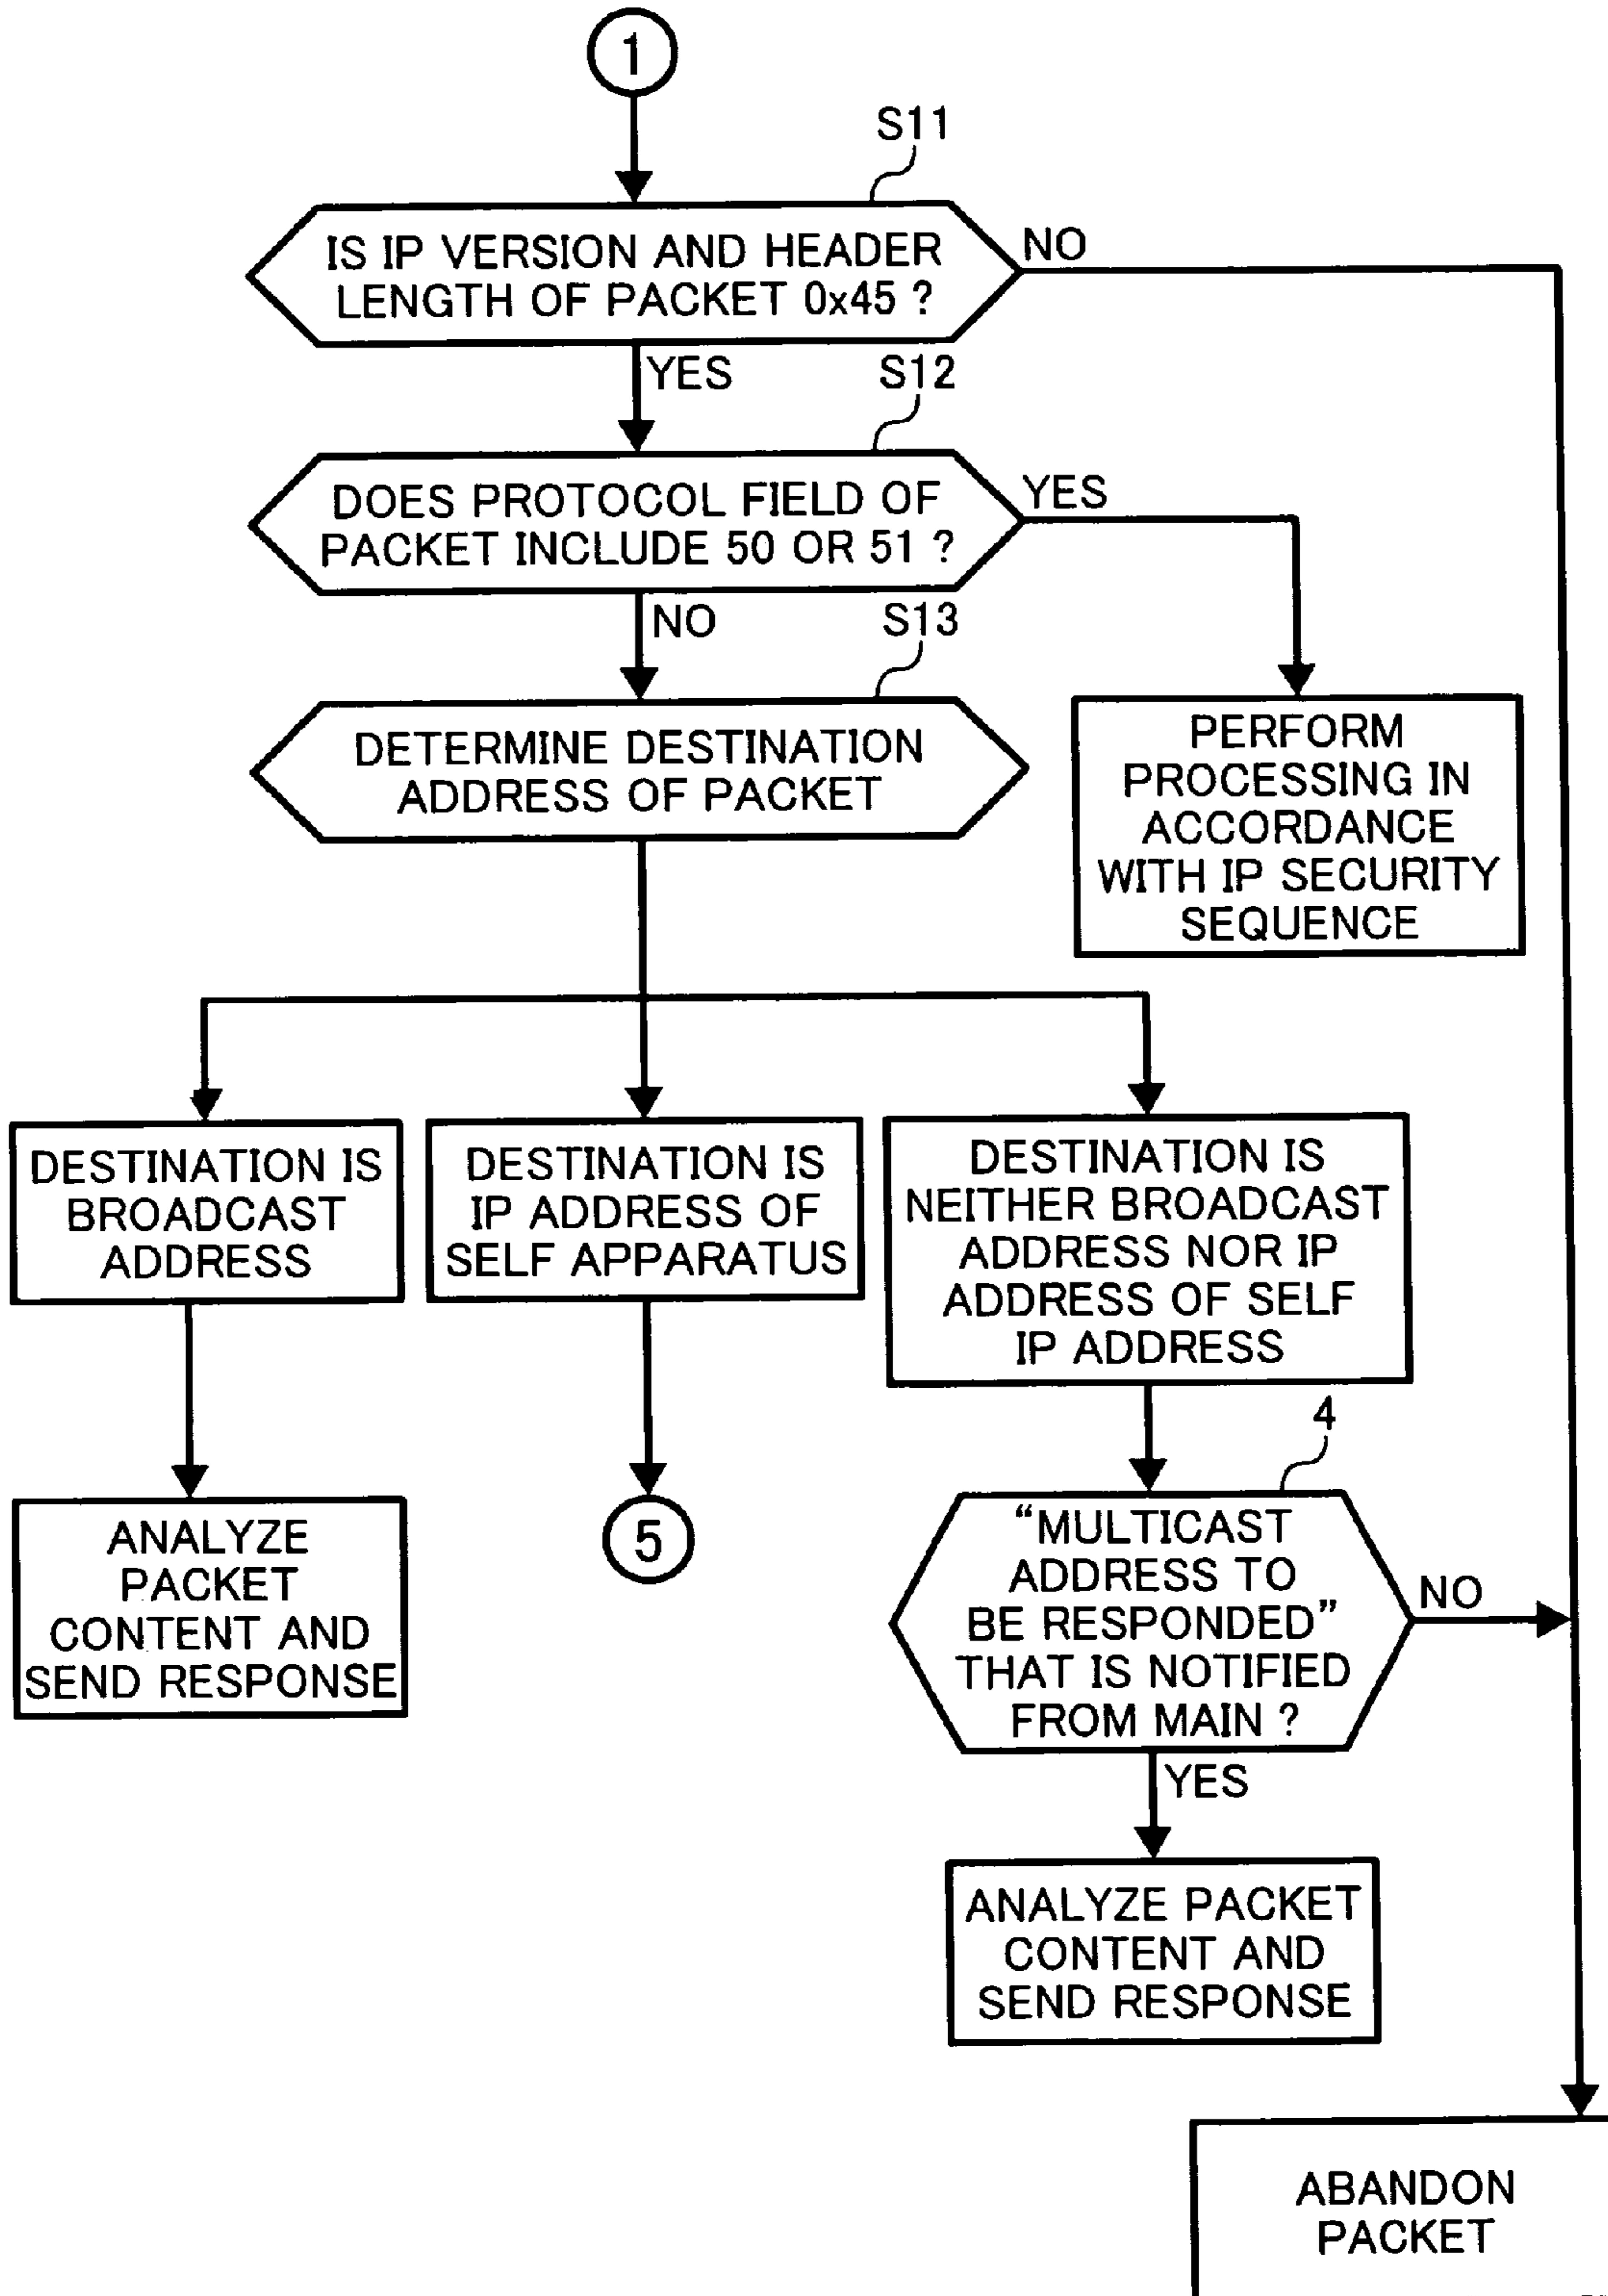 1
S11
IS IP VERSION AND HEADER
LENGTH OF PACKET 0x45 ?
NO
YES
S12
DOES PROTOCOL FIELD OF
PACKET INCLUDE 50 OR 51 ?
YES
NO
S13
DETERMINE DESTINATION
ADDRESS OF PACKET
PERFORM
PROCESSING IN
ACCORDANCE
WITH IP SECURITY
SEQUENCE
DESTINATION IS
BROADCAST
ADDRESS
DESTINATION IS
IP ADDRESS OF
SELF APPARATUS
DESTINATION IS
NEITHER BROADCAST
ADDRESS NOR IP
ADDRESS OF SELF
IP ADDRESS
ANALYZE
PACKET
CONTENT AND
SEND RESPONSE
5
4
“MULTICAST
ADDRESS TO
BE RESPONDED”
THAT IS NOTIFIED
FROM MAIN ?
NO
YES
ANALYZE PACKET
CONTENT AND
SEND RESPONSE
ABANDON
PACKET